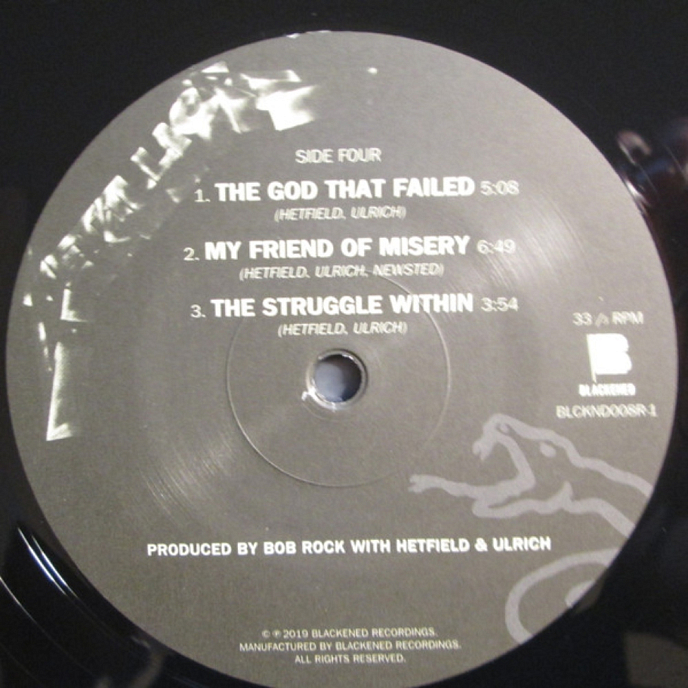 SIDE FOUR
1. THE GOD THAT FAILED 5:08
(HETFIELD, ULRICH)
2. MY FRIEND OF MISERY 6:49
(HETFIELD, ULRICH, NEWSTED)
3. THE STRUGGLE WITHIN 3:54
(HETFIELD, ULRICH)
33 ⅓ RPM
B
BLACKENED
BLCKND008R-1
PRODUCED BY BOB ROCK WITH HETFIELD & ULRICH
© ℗ 2019 BLACKENED RECORDINGS.
MANUFACTURED BY BLACKENED RECORDINGS.
ALL RIGHTS RESERVED.